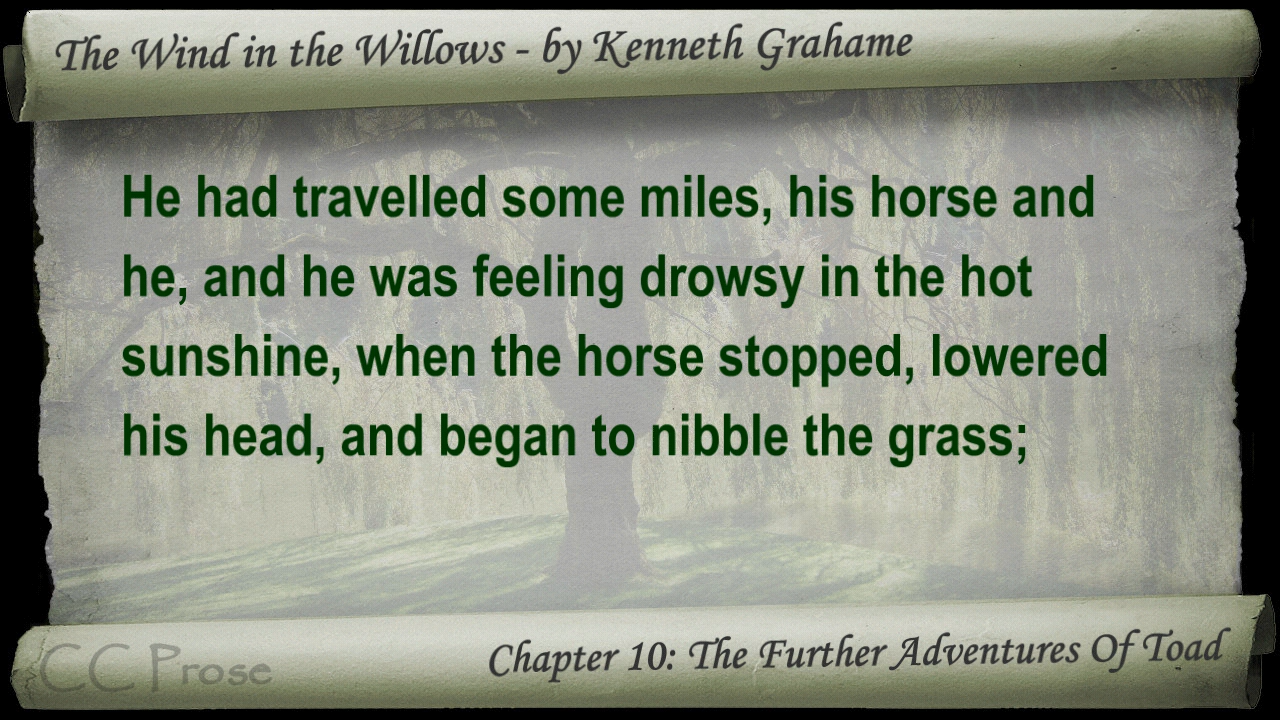 The Wind in the Willows - by Kenneth Grahame
He had travelled some miles, his horse and
he, and he was feeling drowsy in the hot
sunshine, when the horse stopped, lowered
his head, and began to nibble the grass;
CC Prose
Chapter 10: The Further Adventures Of Toad